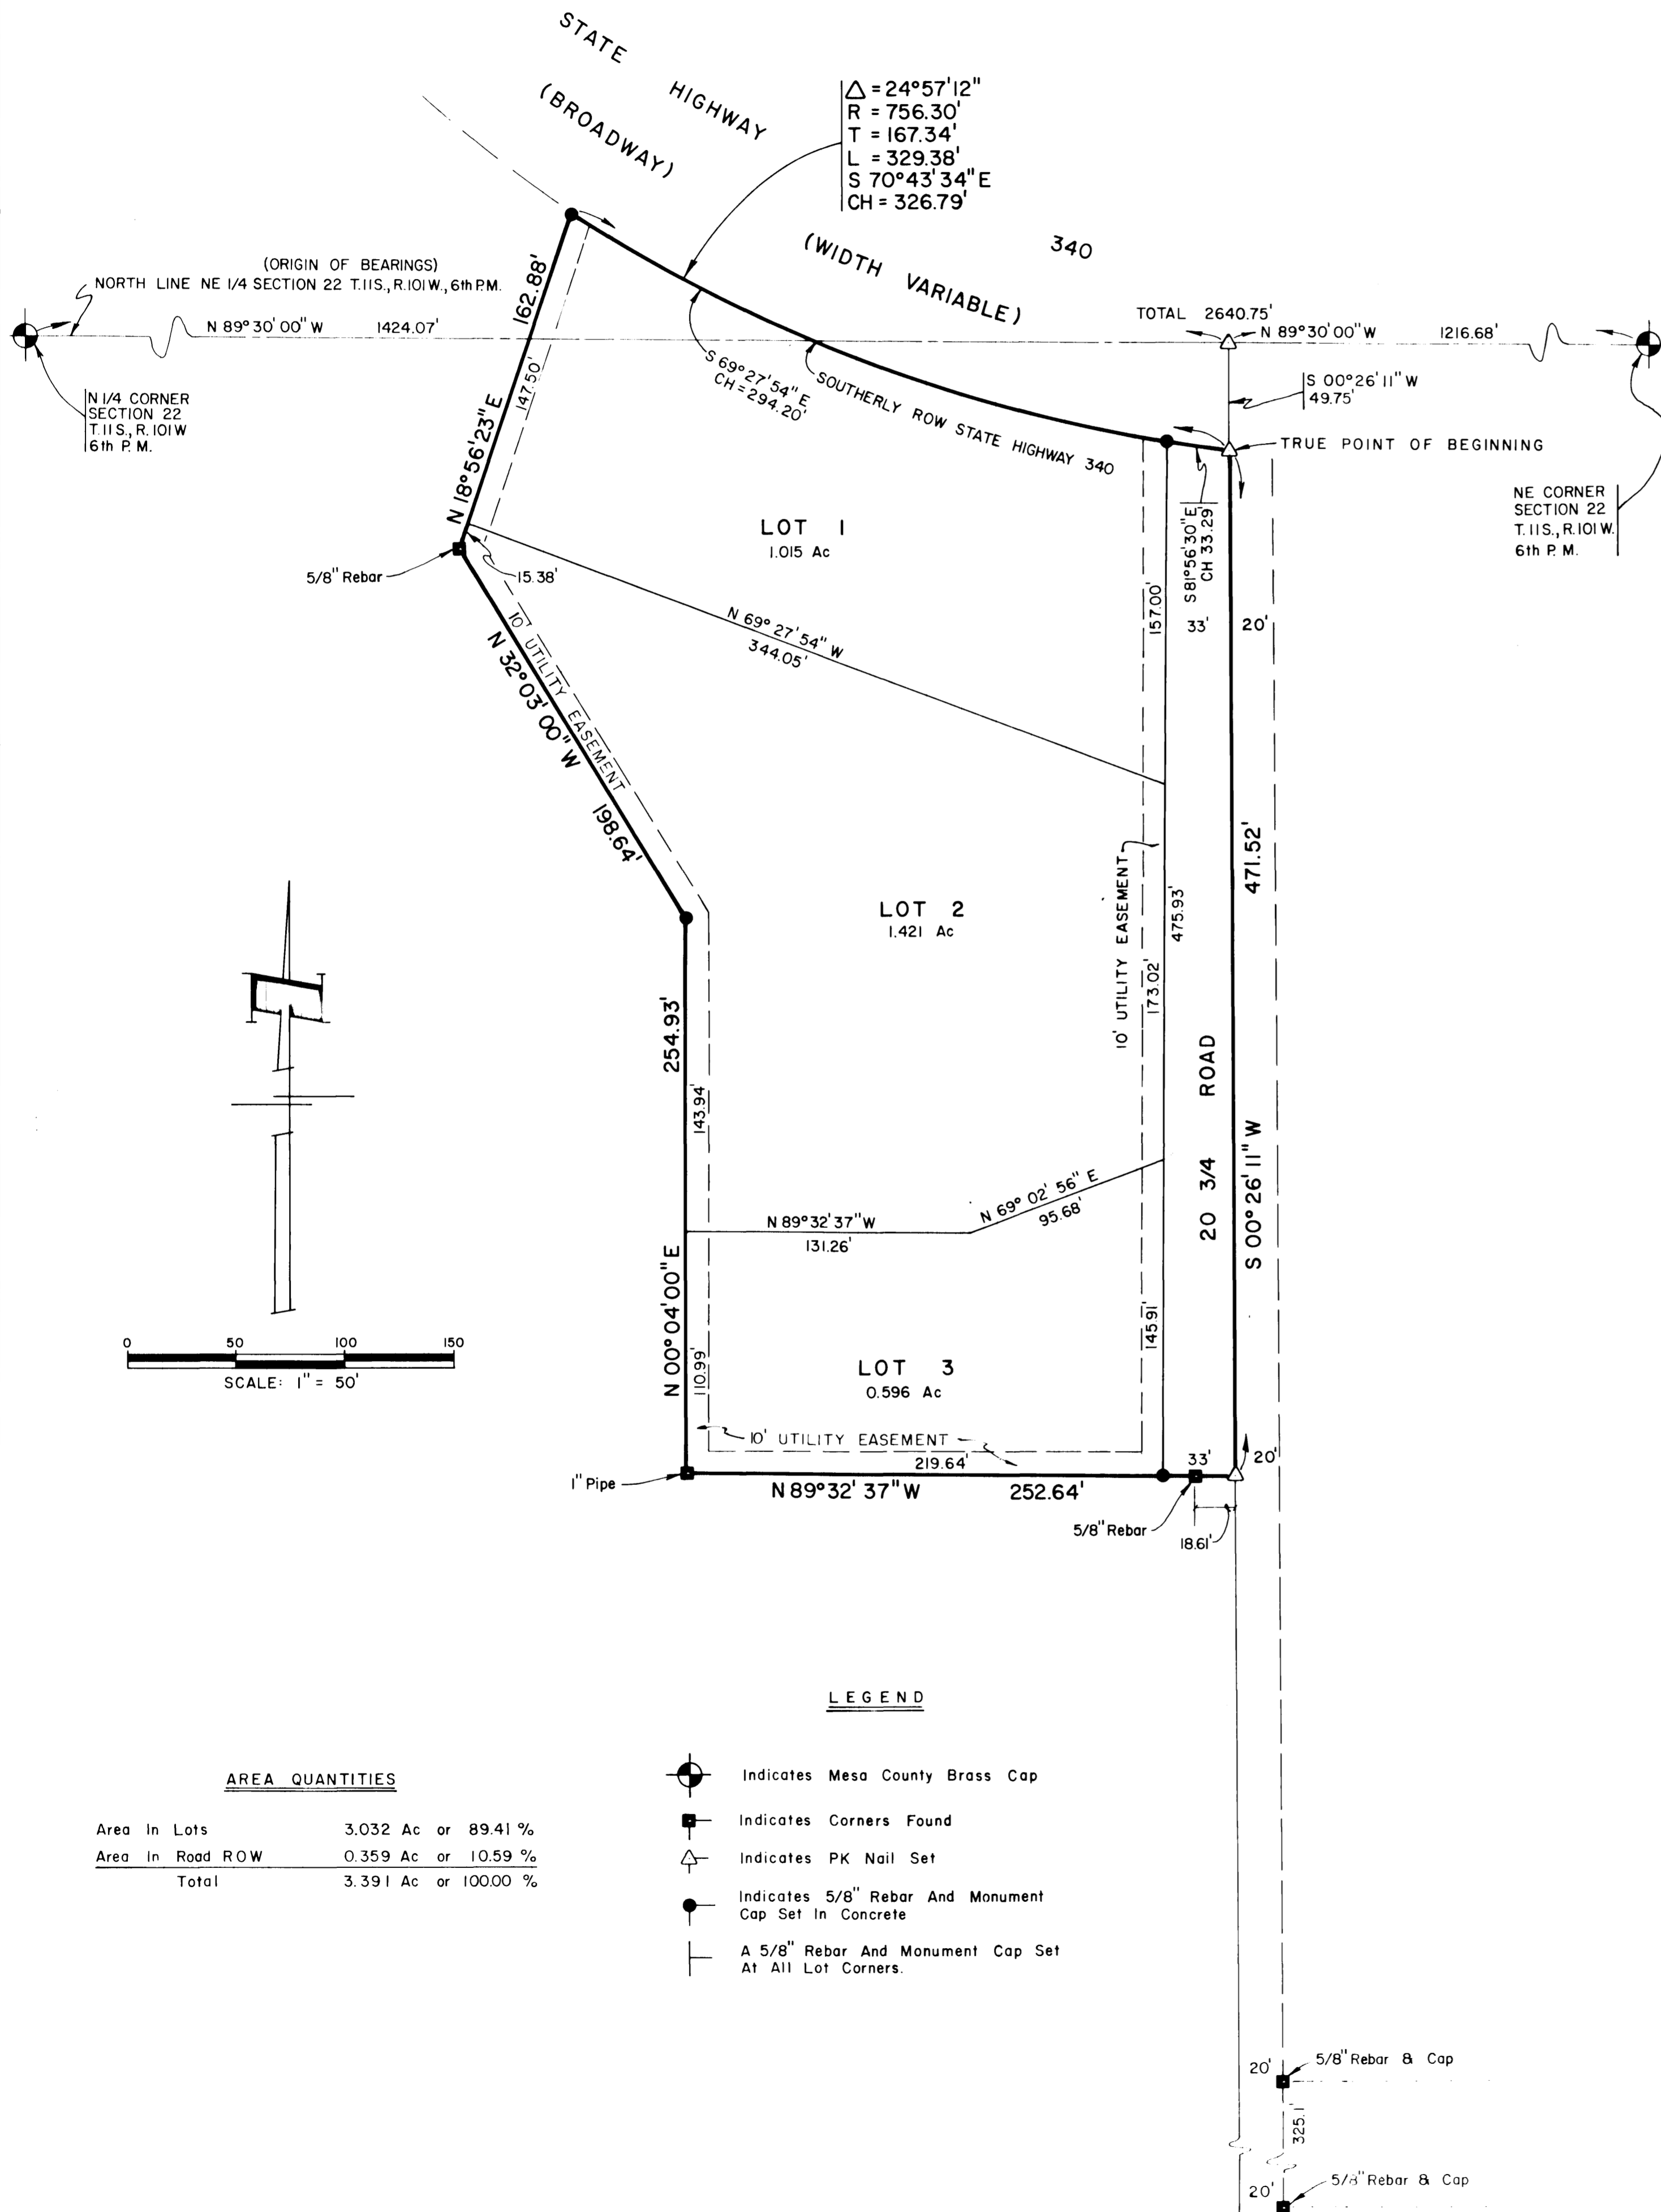 STATE HIGHWAY 340
(BROADWAY)
(WIDTH VARIABLE)
△ = 24°57'12"
R = 756.30'
T = 167.34'
L = 329.38'
S 70°43'34" E
CH = 326.79'
(ORIGIN OF BEARINGS)
NORTH LINE NE 1/4 SECTION 22 T.11S., R.101W., 6th P.M.
N 89°30'00" W 1424.07'
TOTAL 2640.75'
N 89°30'00" W 1216.68'
N 1/4 CORNER
SECTION 22
T.11S., R.101W
6th P. M.
S 00°26'11" W
49.75'
TRUE POINT OF BEGINNING
NE CORNER
SECTION 22
T.11S., R.101W.
6th P. M.
162.88'
N 18°56'23" E
147.50'
S 69°27'54" E
CH = 294.20'
SOUTHERLY ROW STATE HIGHWAY 340
S 81°56'30" E
CH 33.29'
LOT 1
1.015 Ac
5/8" Rebar
15.38'
157.00'
33'
20'
N 69° 27' 54" W
344.05'
10' UTILITY EASEMENT
N 32° 03' 00" W
198.64'
LOT 2
1.421 Ac
10' UTILITY EASEMENT
173.02'
475.93'
471.52'
254.93'
143.94'
20 3/4 ROAD
S 00° 26' 11" W
N 69° 02' 56" E
95.68'
N 89°32'37" W
131.26'
N 00° 04' 00" E
110.99'
145.91'
LOT 3
0.596 Ac
10' UTILITY EASEMENT
219.64'
33'
20'
1" Pipe
N 89°32' 37" W 252.64'
5/8" Rebar
18.61'
0 50 100 150
SCALE: 1" = 50'
LEGEND
Indicates Mesa County Brass Cap
Indicates Corners Found
Indicates PK Nail Set
Indicates 5/8" Rebar And Monument
Cap Set In Concrete
A 5/8" Rebar And Monument Cap Set
At All Lot Corners.
AREA QUANTITIES
Area In Lots 3.032 Ac or 89.41 %
Area In Road ROW 0.359 Ac or 10.59 %
Total 3.391 Ac or 100.00 %
20'
5/8" Rebar & Cap
325.1'
20'
5/8" Rebar & Cap